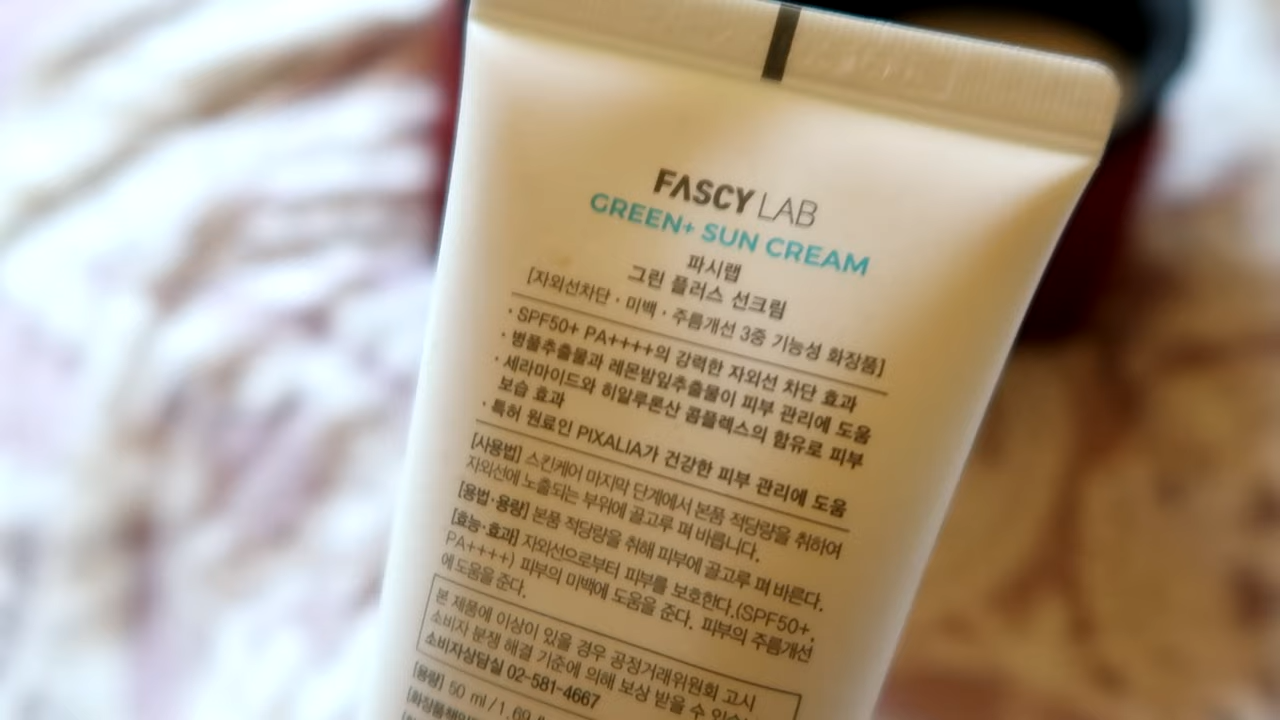 FASCY LAB
GREEN+ SUN CREAM
파시랩
그린 플러스 선크림
[자외선차단 · 미백 · 주름개선 3중 기능성 화장품]
· SPF50+ PA++++의 강력한 자외선 차단 효과
· 병풀추출물과 레몬밤잎추출물이 피부 관리에 도움
· 세라마이드와 히알루론산 콤플렉스의 함유로 피부
보습 효과
· 특허 원료인 PIXALIA가 건강한 피부 관리에 도움
[사용법] 스킨케어 마지막 단계에서 본품 적당량을 취하여
자외선에 노출되는 부위에 골고루 펴 바릅니다.
[용법·용량] 본품 적당량을 취해 피부에 골고루 펴 바른다.
[효능·효과] 자외선으로부터 피부를 보호한다.(SPF50+,
PA++++) 피부의 미백에 도움을 준다. 피부의 주름개선
에 도움을 준다.
본 제품에 이상이 있을 경우 공정거래위원회 고시
소비자 분쟁 해결 기준에 의해 보상 받을 수
소비자상담실 02-581-4667
[용량] 50 ml / 1.69